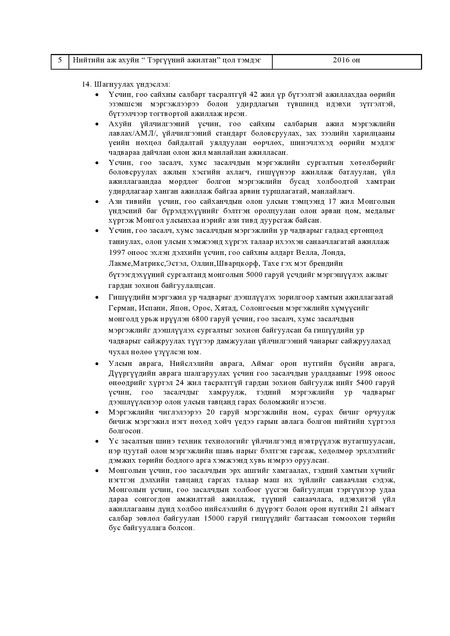 5 Нийтийн аж ахуйн “ Тэргүүний ажилтан” цол тэмдэг 2016 он
14. Шагнуулах үндэслэл:
• Үсчин, гоо сайхны салбарт тасралтгүй 42 жил үр бүтээлтэй ажиллахдаа өөрийн
эзэмшсэн мэргэжлээрээ болон удирдлагын түвшинд идэвхи зүтгэлтэй,
бүтээлчээр тогтвортой ажиллаж ирсэн.
• Ахуйн үйлчилгээний үсчин, гоо сайхны салбарын ажил мэргэжлийн
лавлах/АМЛ/, үйлчилгээний стандарт боловсруулах, зах зээлийн харилцааны
үеийн нөхцөл байдалтай уялдуулан өөрчлөх, шинэчлэхэд өөрийн мэдлэг
чадвараа дайчлан олон жил манлайлан ажилласан.
• Үсчин, гоо засалч, хумс засалчдын мэргэжлийн сургалтын хөтөлбөрийг
боловсруулах ажлын хэсгийн ахлагч, гишүүнээр ажиллаж батлуулан, үйл
ажиллагаандаа мөрдлөг болгон мэргэжлийн бусад холбоодтой хамтран
удирдлагаар ханган ажиллаж байгаа арвин туршлагатай, манлайлагч.
• Ази тивийн үсчин, гоо сайханчдын олон улсын тэмцээнд 17 жил Монголын
үндэсний баг бүрэлдэхүүнийг бэлтгэн оролцуулан олон арван цом, медальт
хүртэж Монгол улсынхаа нэрийг ази тивд дуурсгаж байсан.
• Үсчин, гоо засалч, хумс засалчдын мэргэжлийн ур чадварыг гадаад ертөнцөд
таниулах, олон улсын хэмжээнд хүргэх талаар ихээхэн санаачлагатай ажиллаж
1997 оноос эхлэн дэлхийн үсчин, гоо сайхны алдарт Велла, Лонда,
Лакме,Матрикс,Эстэл, Оллин,Шварцкорф, Тахе гэх мэт брендийн
бүтээгдэхүүний сургалтанд монголын 5000 гаруй үсчдийг мэргэшүүлэх ажлыг
гардан зохион байгуулалцсан.
• Гишүүдийн мэргэжил ур чадварыг дээшлүүлэх зорилгоор хамтын ажиллагаатай
Герман, Испани, Япон, Орос, Хятад, Солонгосын мэргэжлийн хүмүүсийг
монголд урьж ирүүлэн 6800 гаруй үсчин, гоо засалч, хумс засалчдын
мэргэжлийг дээшлүүлэх сургалтыг зохион байгуулсан ба гишүүдийн ур
чадварыг сайжруулах түүгээр дамжуулан үйлчилгээний чанарыг сайжруулахад
чухал нөлөө үзүүлсэн юм.
• Улсын аварга, Нийслэлийн аварга, Аймаг орон нутгийн бүсийн аварга,
Дүүргүүдийн аварга шалгаруулах үсчин гоо засалчдын уралдааныг 1998 оноос
өнөөдрийг хүртэл 24 жил тасралтгүй гардан зохион байгуулж нийт 5400 гаруй
үсчин, гоо засалчдыг хамруулж, тэдний мэргэжлийн ур чадварыг
дээшлүүлсээр олон улсын тавцанд гарах боломжийг нээсэн.
• Мэргэжлийн чиглэлээрээ 20 гаруй мэргэжлийн ном, сурах бичиг орчуулж
бичиж мэргэжил нэгт нөхөд хойч үедээ гарын авлага болгон нийтийн хүртээл
болгосон.
• Үс засалтын шинэ техник технологийг үйлчилгээнд нэвтрүүлэж нутагшуулсан,
нэр цуутай олон мэргэжлийн шавь нарыг бэлтгэн гаргаж, хөдөлмөр эрхлэлтийг
дэмжих төрийн бодлого арга хэмжээнд хувь нэмрээ оруулсан.
• Монголын үсчин, гоо засалчдын эрх ашгийг хамгаалах, тэдний хамтын хүчийг
нэгтгэн дэлхийн тавцанд гаргах талаар маш их зүйлийг санаачлан сэдэж,
Монголын үсчин, гоо засалчдын холбоог үүсгэн байгуулцан тэргүүнээр удаа
дараа сонгогдон амжилттай ажиллаж, түүний санаачлага, идэвхитэй үйл
ажиллагааны дүнд холбоо нийслэлийн 6 дүүрэгт болон орон нутгийн 21 аймагт
салбар зөвлөл байгуулан 15000 гаруй гишүүдийг багтаасан томоохон төрийн
бус байгууллага болсон.